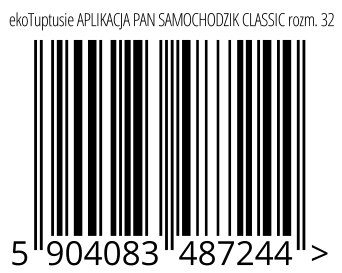 ekoTuptusie APLIKACJA PAN SAMOCHODZIK CLASSIC rozm. 32
5 904083 487244 >